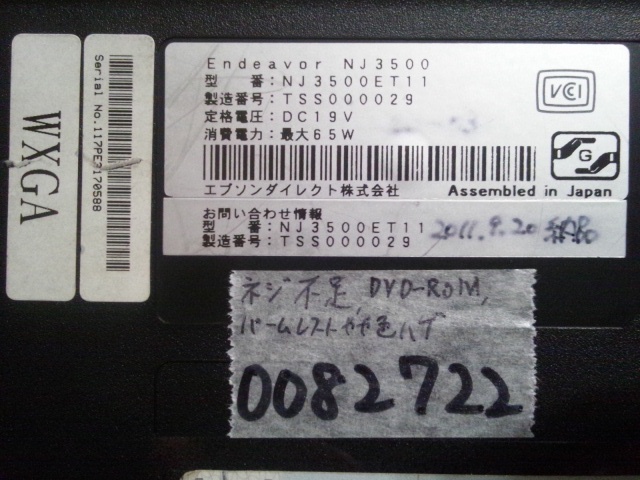 WXGA
Serial No.117PE3170588
Endeavor NJ3500
型 番:NJ3500ET11
製造番号:TSS000029
定格電圧:DC19V
消費電力:最大65W
VCCI
G
エプソンダイレクト株式会社 Assembled in Japan
お問い合わせ情報
型 番:NJ3500ET11
製造番号:TSS000029
2011.9.20
ネジ不足,DVD-ROM,
パームレストやや色ハゲ
0082722